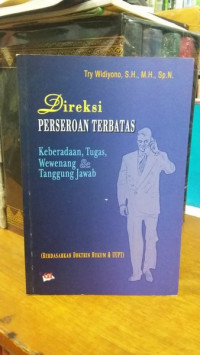 Try Widiyono, S.H., M.H., Sp.N.
Direksi
PERSEROAN TERBATAS
Keberadaan, Tugas,
Wewenang &
Tanggung Jawab
(BERDASARKAN DOKTRIN HUKUM & UUPT)